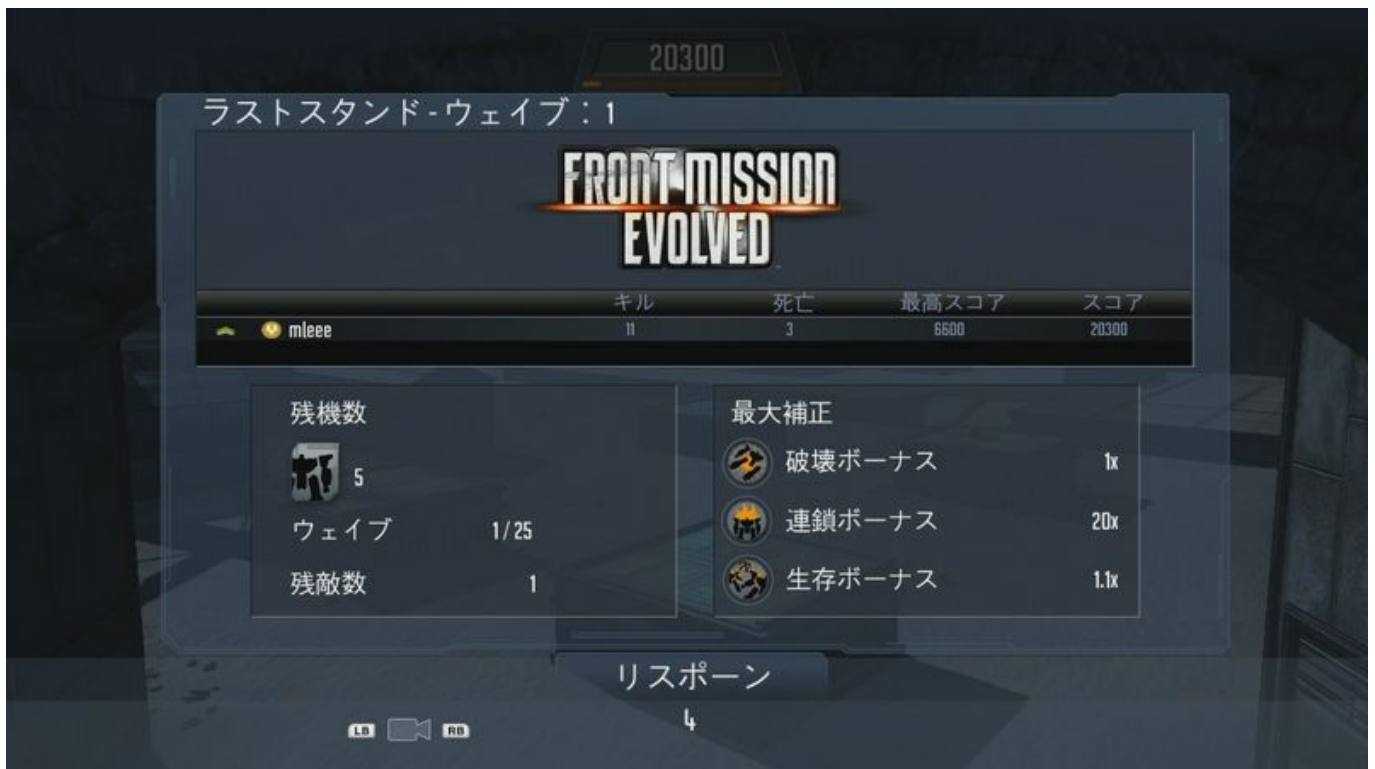 20300
ラストスタンド-ウェイブ：1
FRONT MISSION
EVOLVED
キル 死亡 最高スコア スコア
mleee 11 3 6600 20300
残機数
5
ウェイブ 1/25
残敵数 1
最大補正
破壊ボーナス 1x
連鎖ボーナス 20x
生存ボーナス 1.1x
リスポーン
4
LB RB